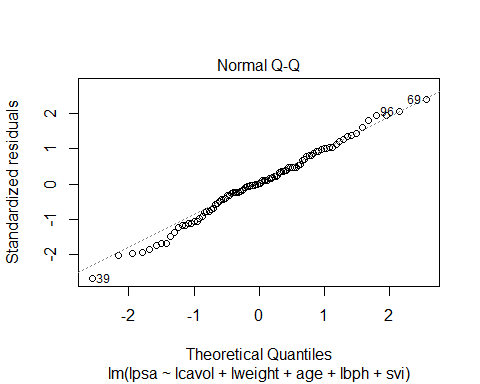 Normal Q-Q
Standardized residuals
2
1
0
-1
-2
69
96
39
-2 -1 0 1 2
Theoretical Quantiles
lm(lpsa ~ lcavol + lweight + age + lbph + svi)